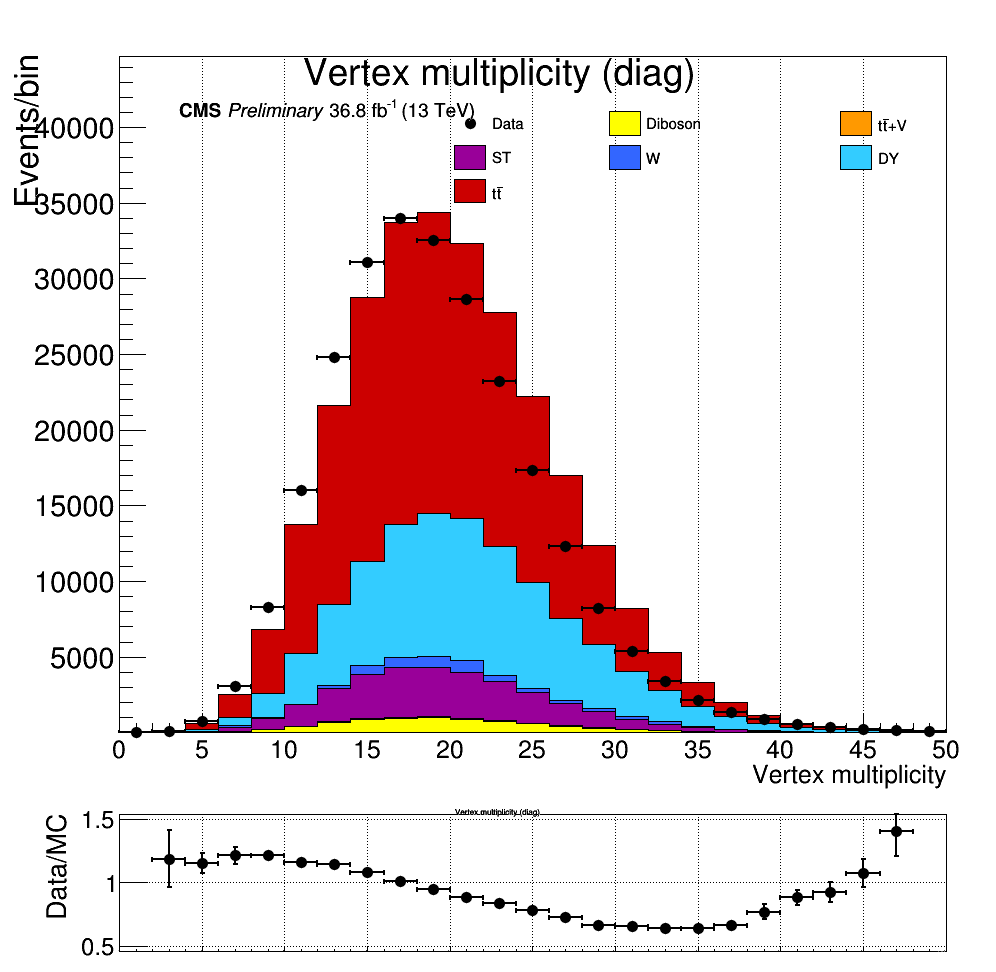 Vertex multiplicity (diag)
CMS Preliminary 36.8 fb⁻¹ (13 TeV)
Events/bin
Data
Diboson
tt̄+V
ST
W
DY
tt̄
40000
35000
30000
25000
20000
15000
10000
5000
0 5 10 15 20 25 30 35 40 45 50
Vertex multiplicity
Vertex multiplicity (diag)
Data/MC
1.5
1
0.5